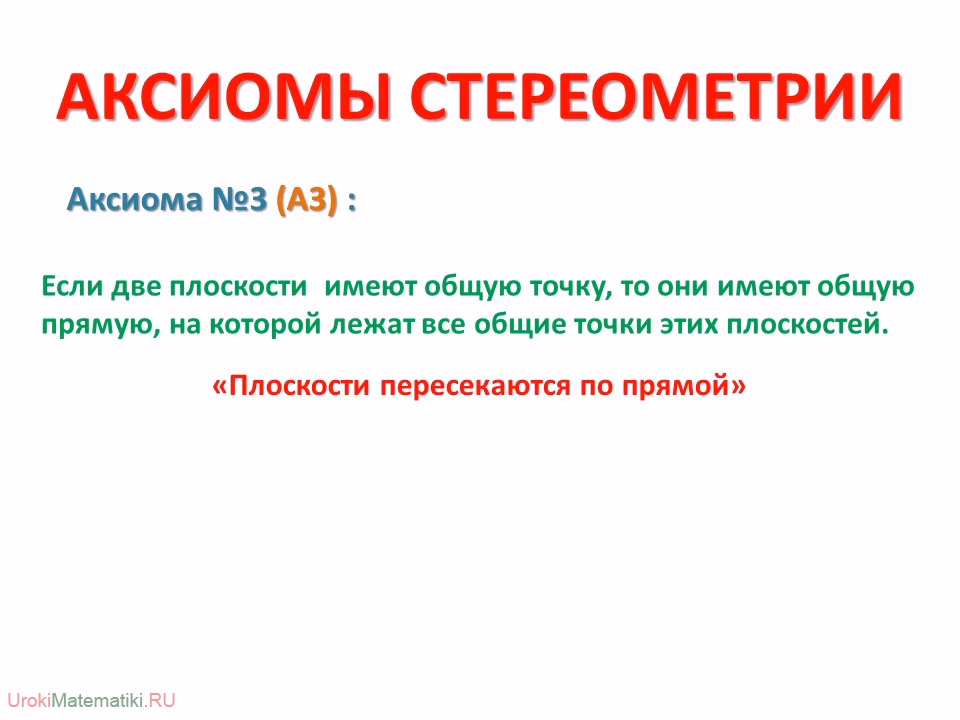 АКСИОМЫ СТЕРЕОМЕТРИИ
Аксиома №3 (А3) :
Если две плоскости имеют общую точку, то они имеют общую
прямую, на которой лежат все общие точки этих плоскостей.
«Плоскости пересекаются по прямой»
UrokiMatematiki.RU